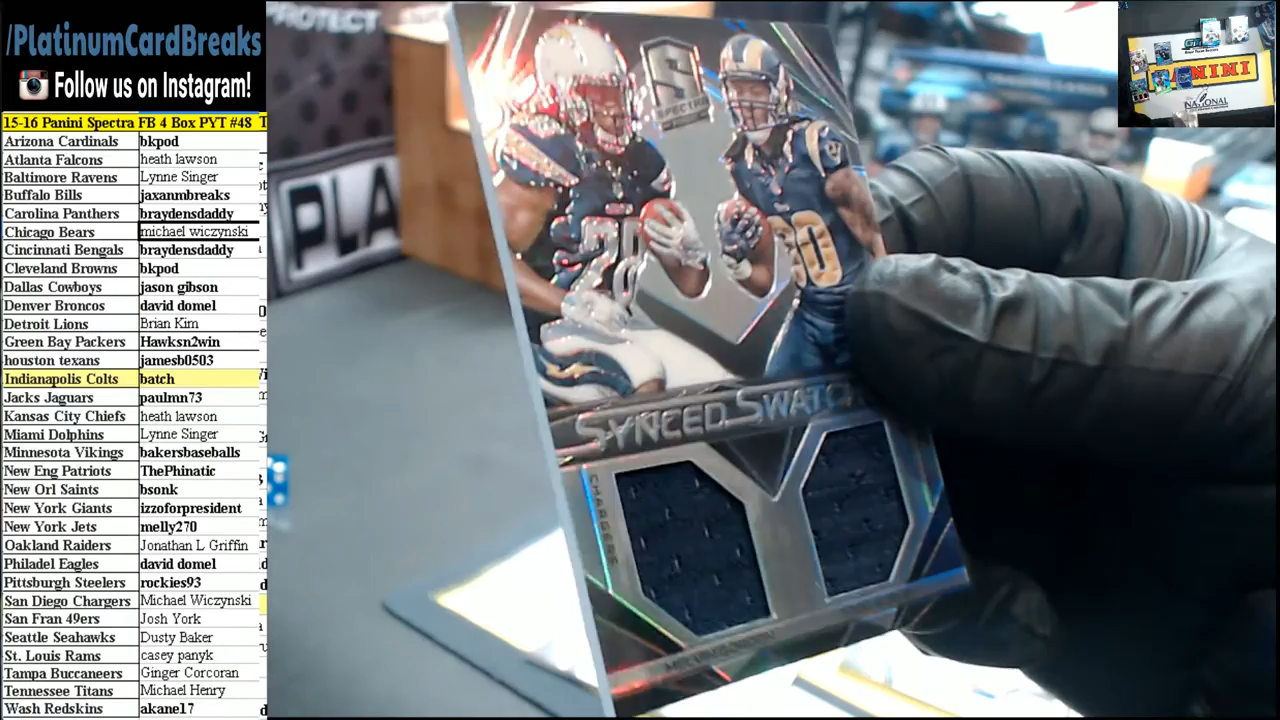 /PlatinumCardBreaks
Follow us on Instagram!
15-16 Panini Spectra FB 4 Box PYT #48
Arizona Cardinals bkpod
Atlanta Falcons heath lawson
Baltimore Ravens Lynne Singer
Buffalo Bills jaxanmbreaks
Carolina Panthers braydensdaddy
Chicago Bears michael wiczynski
Cincinnati Bengals braydensdaddy
Cleveland Browns bkpod
Dallas Cowboys jason gibson
Denver Broncos david domel
Detroit Lions Brian Kim
Green Bay Packers Hawksn2win
houston texans jamesb0503
Indianapolis Colts batch
Jacks Jaguars paulmn73
Kansas City Chiefs heath lawson
Miami Dolphins Lynne Singer
Minnesota Vikings bakersbaseballs
New Eng Patriots ThePhinatic
New Orl Saints bsonk
New York Giants izzoforpresident
New York Jets melly270
Oakland Raiders Jonathan L Griffin
Philadel Eagles david domel
Pittsburgh Steelers rockies93
San Diego Chargers Michael Wiczynski
San Fran 49ers Josh York
Seattle Seahawks Dusty Baker
St. Louis Rams casey panyk
Tampa Buccaneers Ginger Corcoran
Tennessee Titans Michael Henry
Wash Redskins akane17
PROTECT
PLA
SPECTRA
28
30
SYNCED SWATCH
CHARGERS
PANINI
NATIONAL